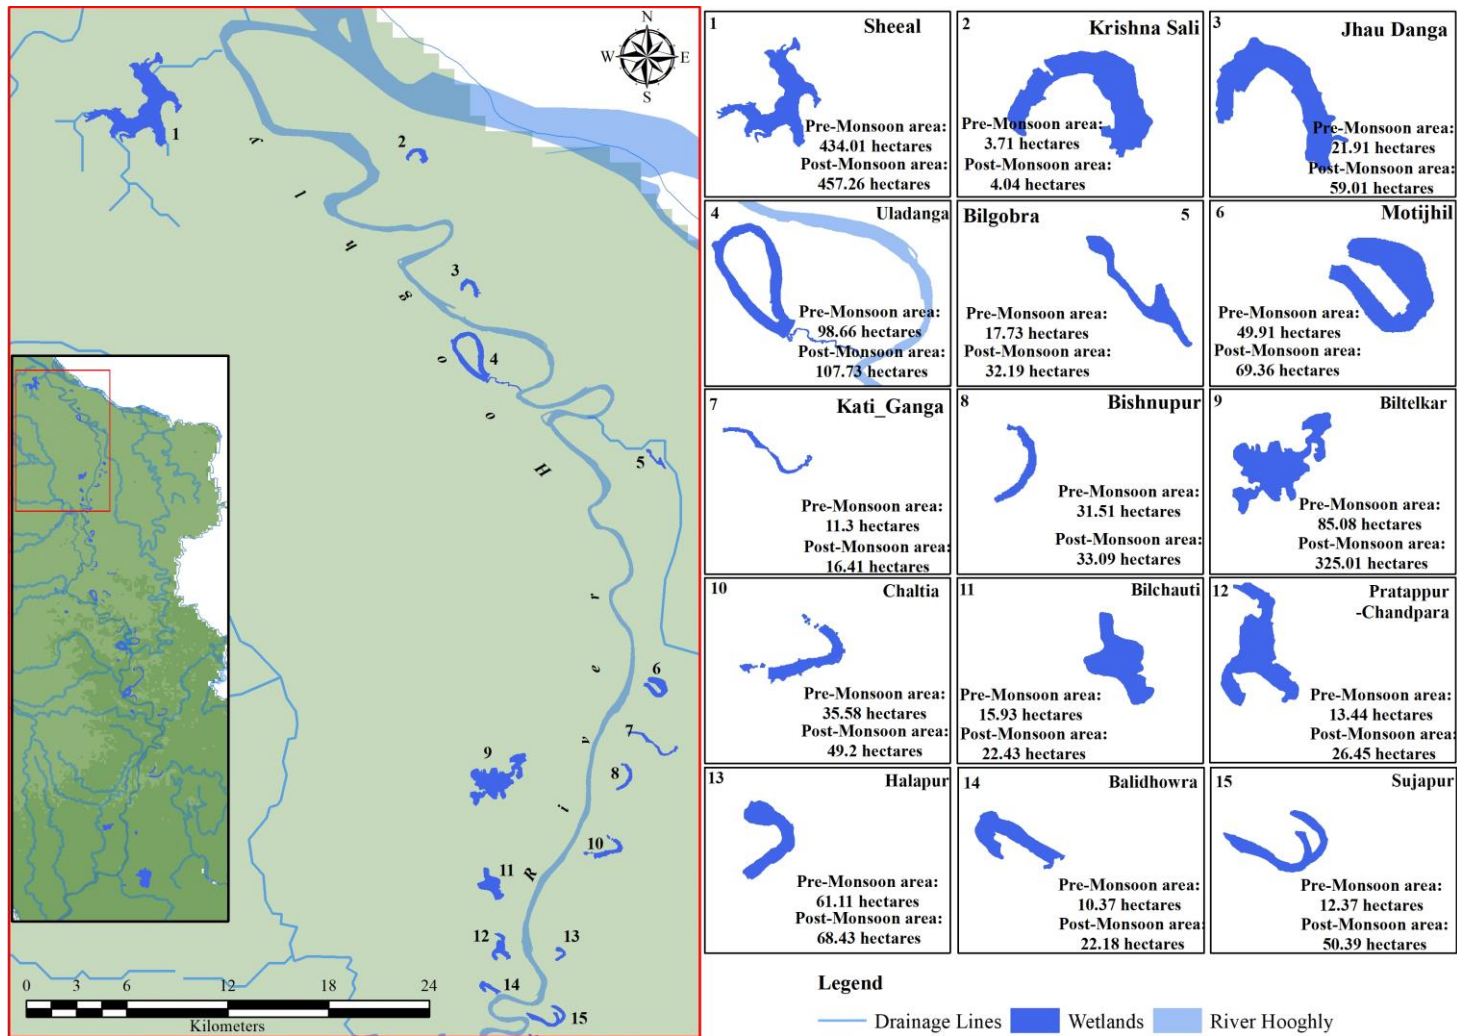 N
W E
S
1
2
3
4
5
6
7
8
9
10
11
12
13
14
15
y
l
h
g
o
o
H
r
e
v
i
R
0 3 6 12 18 24
Kilometers
1 Sheeal
Pre-Monsoon area:
434.01 hectares
Post-Monsoon area:
457.26 hectares
2 Krishna Sali
Pre-Monsoon area:
3.71 hectares
Post-Monsoon area:
4.04 hectares
3 Jhau Danga
Pre-Monsoon area:
21.91 hectares
Post-Monsoon area:
59.01 hectares
4 Uladanga
Pre-Monsoon area:
98.66 hectares
Post-Monsoon area:
107.73 hectares
Bilgobra 5
Pre-Monsoon area:
17.73 hectares
Post-Monsoon area:
32.19 hectares
6 Motijhil
Pre-Monsoon area:
49.91 hectares
Post-Monsoon area:
69.36 hectares
7 Kati_Ganga
Pre-Monsoon area:
11.3 hectares
Post-Monsoon area:
16.41 hectares
8 Bishnupur
Pre-Monsoon area:
31.51 hectares
Post-Monsoon area:
33.09 hectares
9 Biltelkar
Pre-Monsoon area:
85.08 hectares
Post-Monsoon area:
325.01 hectares
10 Chaltia
Pre-Monsoon area:
35.58 hectares
Post-Monsoon area:
49.2 hectares
11 Bilchauti
Pre-Monsoon area:
15.93 hectares
Post-Monsoon area:
22.43 hectares
12 Pratappur
-Chandpara
Pre-Monsoon area:
13.44 hectares
Post-Monsoon area:
26.45 hectares
13 Halapur
Pre-Monsoon area:
61.11 hectares
Post-Monsoon area:
68.43 hectares
14 Balidhowra
Pre-Monsoon area:
10.37 hectares
Post-Monsoon area:
22.18 hectares
15 Sujapur
Pre-Monsoon area:
12.37 hectares
Post-Monsoon area:
50.39 hectares
Legend
Drainage Lines Wetlands River Hooghly